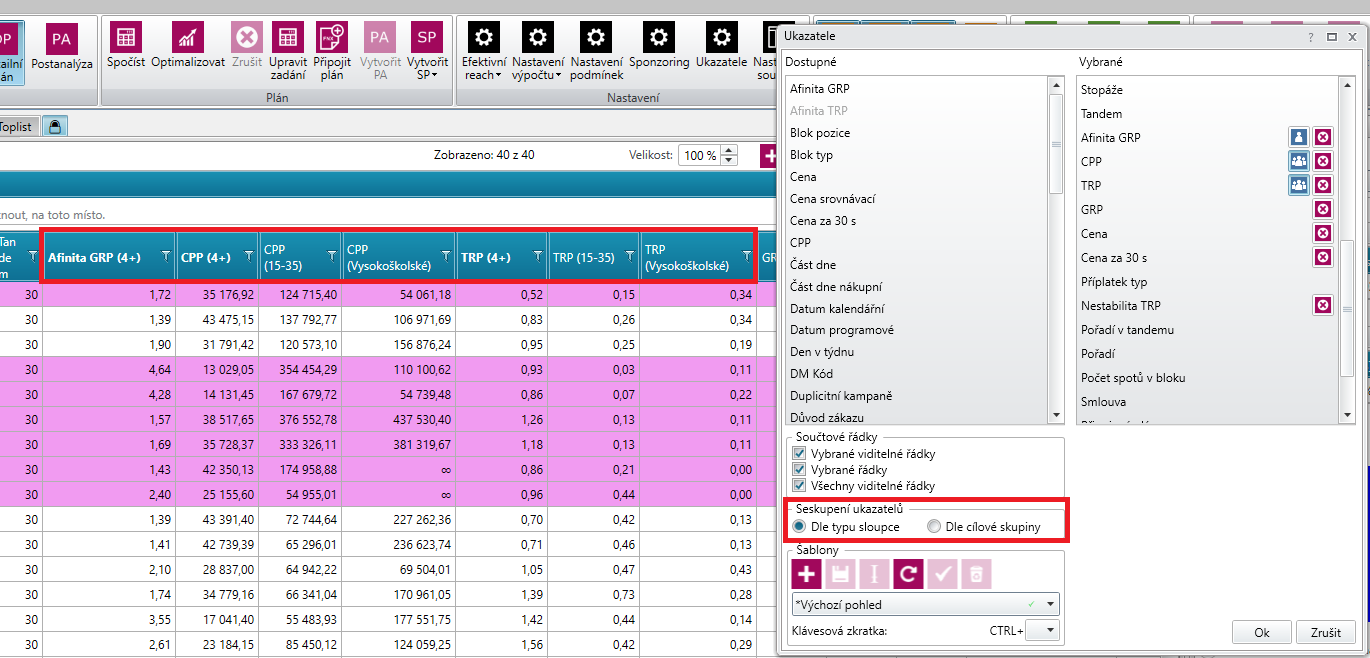 DP
PA
ailní
án
Postanalýza
Spočíst
Optimalizovat
Zrušit
Upravit
zadání
Připojit
plán
PA
Vytvořit
PA
SP
Vytvořit
SP
Plán
Efektivní
reach
Nastavení
výpočtu
Nastavení
podmínek
Sponzoring
Ukazatele
Nast
sou
Nastavení
Toplist
Zobrazeno: 40 z 40
Velikost:
100 %
nout, na toto místo.
Tan
de
m
Afinita GRP (4+)
CPP (4+)
CPP
(15-35)
CPP
(Vysokoškolské)
TRP (4+)
TRP (15-35)
TRP
(Vysokoškolské)
GR
30 1,72 35 176,92 124 715,40 54 061,18 0,52 0,15 0,34
30 1,39 43 475,15 137 792,77 106 971,69 0,83 0,26 0,34
30 1,90 31 791,42 120 573,10 156 876,24 0,95 0,25 0,19
30 4,64 13 029,05 354 454,29 110 100,62 0,93 0,03 0,11
30 4,28 14 131,45 167 679,72 54 739,48 0,86 0,07 0,22
30 1,57 38 517,65 376 552,78 437 530,40 1,26 0,13 0,11
30 1,69 35 728,37 333 326,11 381 319,67 1,18 0,13 0,11
30 1,43 42 350,13 174 958,88 ∞ 0,86 0,21 0,00
30 2,40 25 155,60 54 955,01 ∞ 0,96 0,44 0,00
30 1,39 43 391,40 72 744,64 227 262,36 0,70 0,42 0,13
30 1,41 42 739,39 65 296,01 236 623,74 0,71 0,46 0,13
30 2,10 28 837,00 64 942,22 69 504,01 1,05 0,47 0,43
30 1,74 34 779,16 66 341,04 170 961,05 1,39 0,73 0,28
30 3,55 17 041,40 55 483,93 177 551,75 1,42 0,44 0,14
30 2,61 23 184,15 85 450,12 124 059,25 1,56 0,42 0,29
Ukazatele
Dostupné
Afinita GRP
Afinita TRP
Blok pozice
Blok typ
Cena
Cena srovnávací
Cena za 30 s
CPP
Část dne
Část dne nákupní
Datum kalendářní
Datum programové
Den v týdnu
DM Kód
Duplicitní kampaně
Důvod zákazu
Vybrané
Stopáže
Tandem
Afinita GRP
CPP
TRP
GRP
Cena
Cena za 30 s
Příplatek typ
Nestabilita TRP
Pořadí v tandemu
Pořadí
Počet spotů v bloku
Smlouva
Součtové řádky
Vybrané viditelné řádky
Vybrané řádky
Všechny viditelné řádky
Seskupení ukazatelů
Dle typu sloupce
Dle cílové skupiny
Šablony
*Výchozí pohled
Klávesová zkratka:
CTRL+
Ok
Zrušit